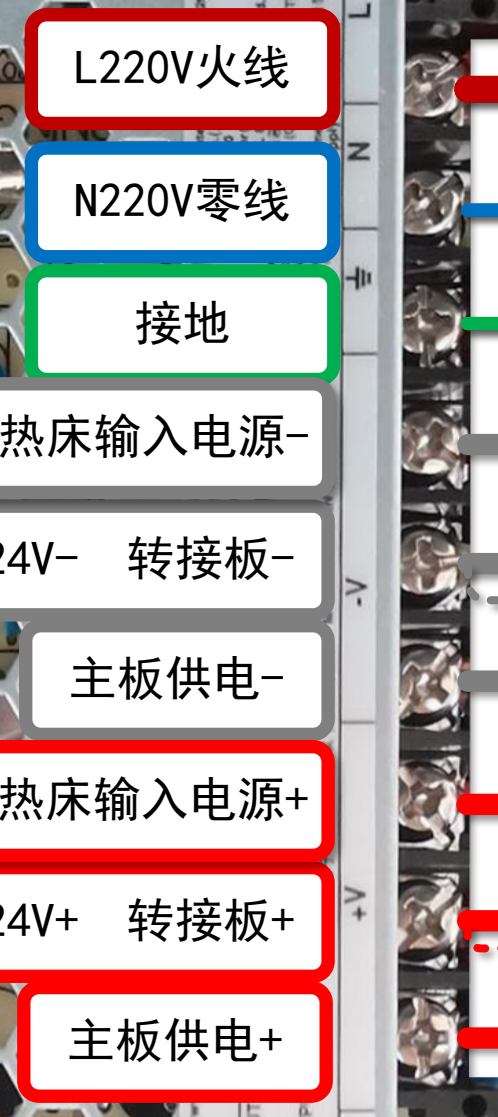 L220V火线
L
N220V零线
N
接地
热床输入电源-
24V- 转接板-
-V
主板供电-
热床输入电源+
24V+ 转接板+
+V
主板供电+